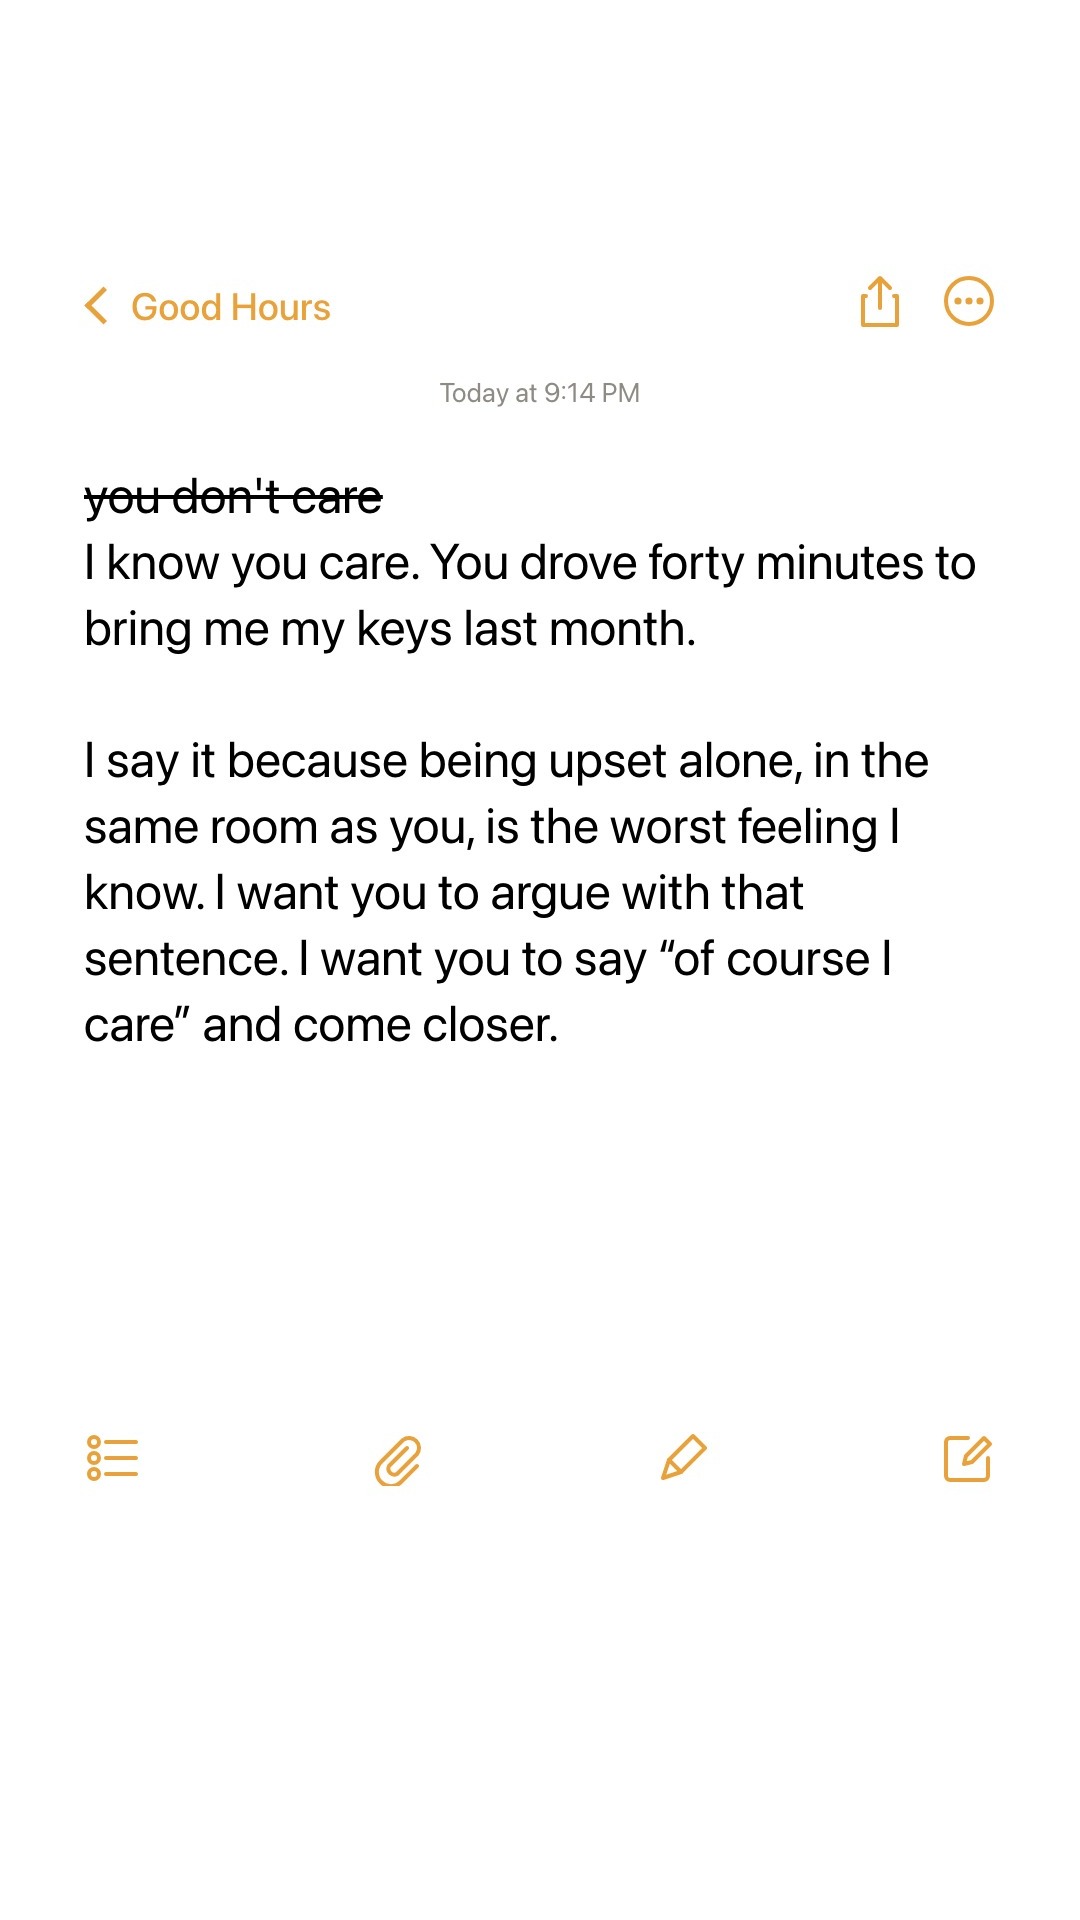 Good Hours
Today at 9:14 PM
you don't care
I know you care. You drove forty minutes to
bring me my keys last month.
I say it because being upset alone, in the
same room as you, is the worst feeling I
know. I want you to argue with that
sentence. I want you to say “of course I
care” and come closer.